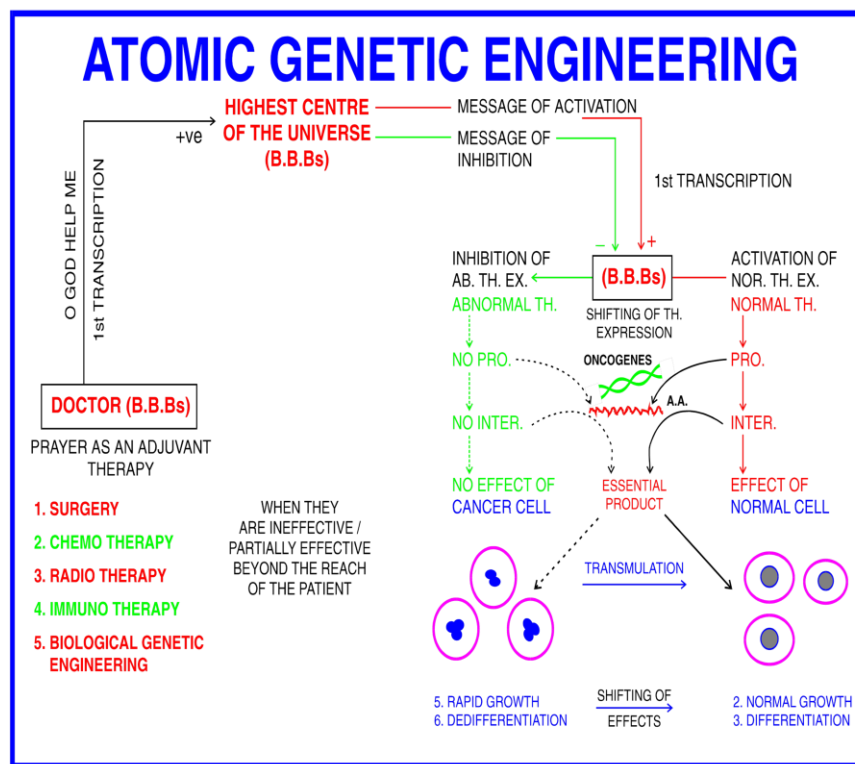 ATOMIC GENETIC ENGINEERING
HIGHEST CENTRE
OF THE UNIVERSE
(B.B.Bs)
+ve
MESSAGE OF ACTIVATION
MESSAGE OF
INHIBITION
1st TRANSCRIPTION
O GOD HELP ME
1st TRANSCRIPTION
– +
INHIBITION OF
AB. TH. EX.
ABNORMAL TH.
(B.B.Bs)
SHIFTING OF TH.
EXPRESSION
ACTIVATION OF
NOR. TH. EX.
NORMAL TH.
NO PRO.
ONCOGENES
PRO.
A.A.
NO INTER.
INTER.
NO EFFECT OF
CANCER CELL
ESSENTIAL
PRODUCT
EFFECT OF
NORMAL CELL
DOCTOR (B.B.Bs)
PRAYER AS AN ADJUVANT
THERAPY
1. SURGERY
2. CHEMO THERAPY
3. RADIO THERAPY
4. IMMUNO THERAPY
5. BIOLOGICAL GENETIC
ENGINEERING
WHEN THEY
ARE INEFFECTIVE /
PARTIALLY EFFECTIVE
BEYOND THE REACH
OF THE PATIENT
TRANSMULATION
5. RAPID GROWTH
6. DEDIFFERENTIATION
SHIFTING OF
EFFECTS
2. NORMAL GROWTH
3. DIFFERENTIATION